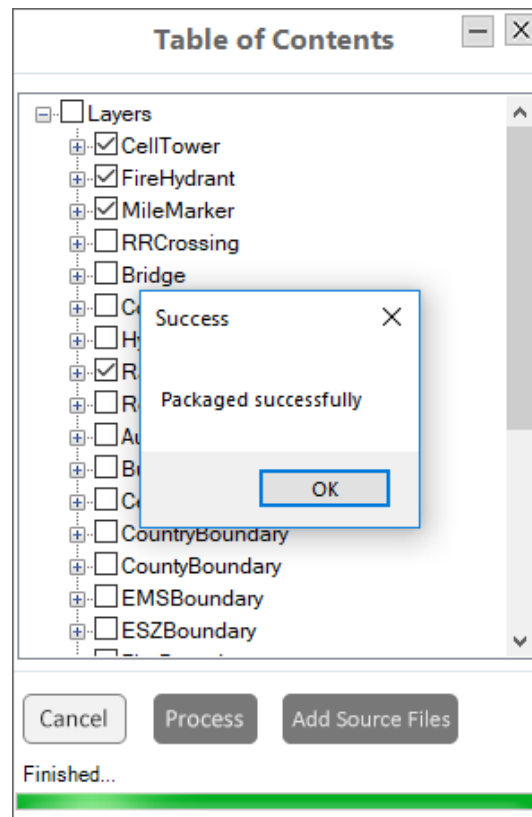 Table of Contents
Layers
CellTower
FireHydrant
MileMarker
RRCrossing
Bridge
Success
Packaged successfully
OK
CountryBoundary
CountyBoundary
EMSBoundary
ESZBoundary
Cancel
Process
Add Source Files
Finished...